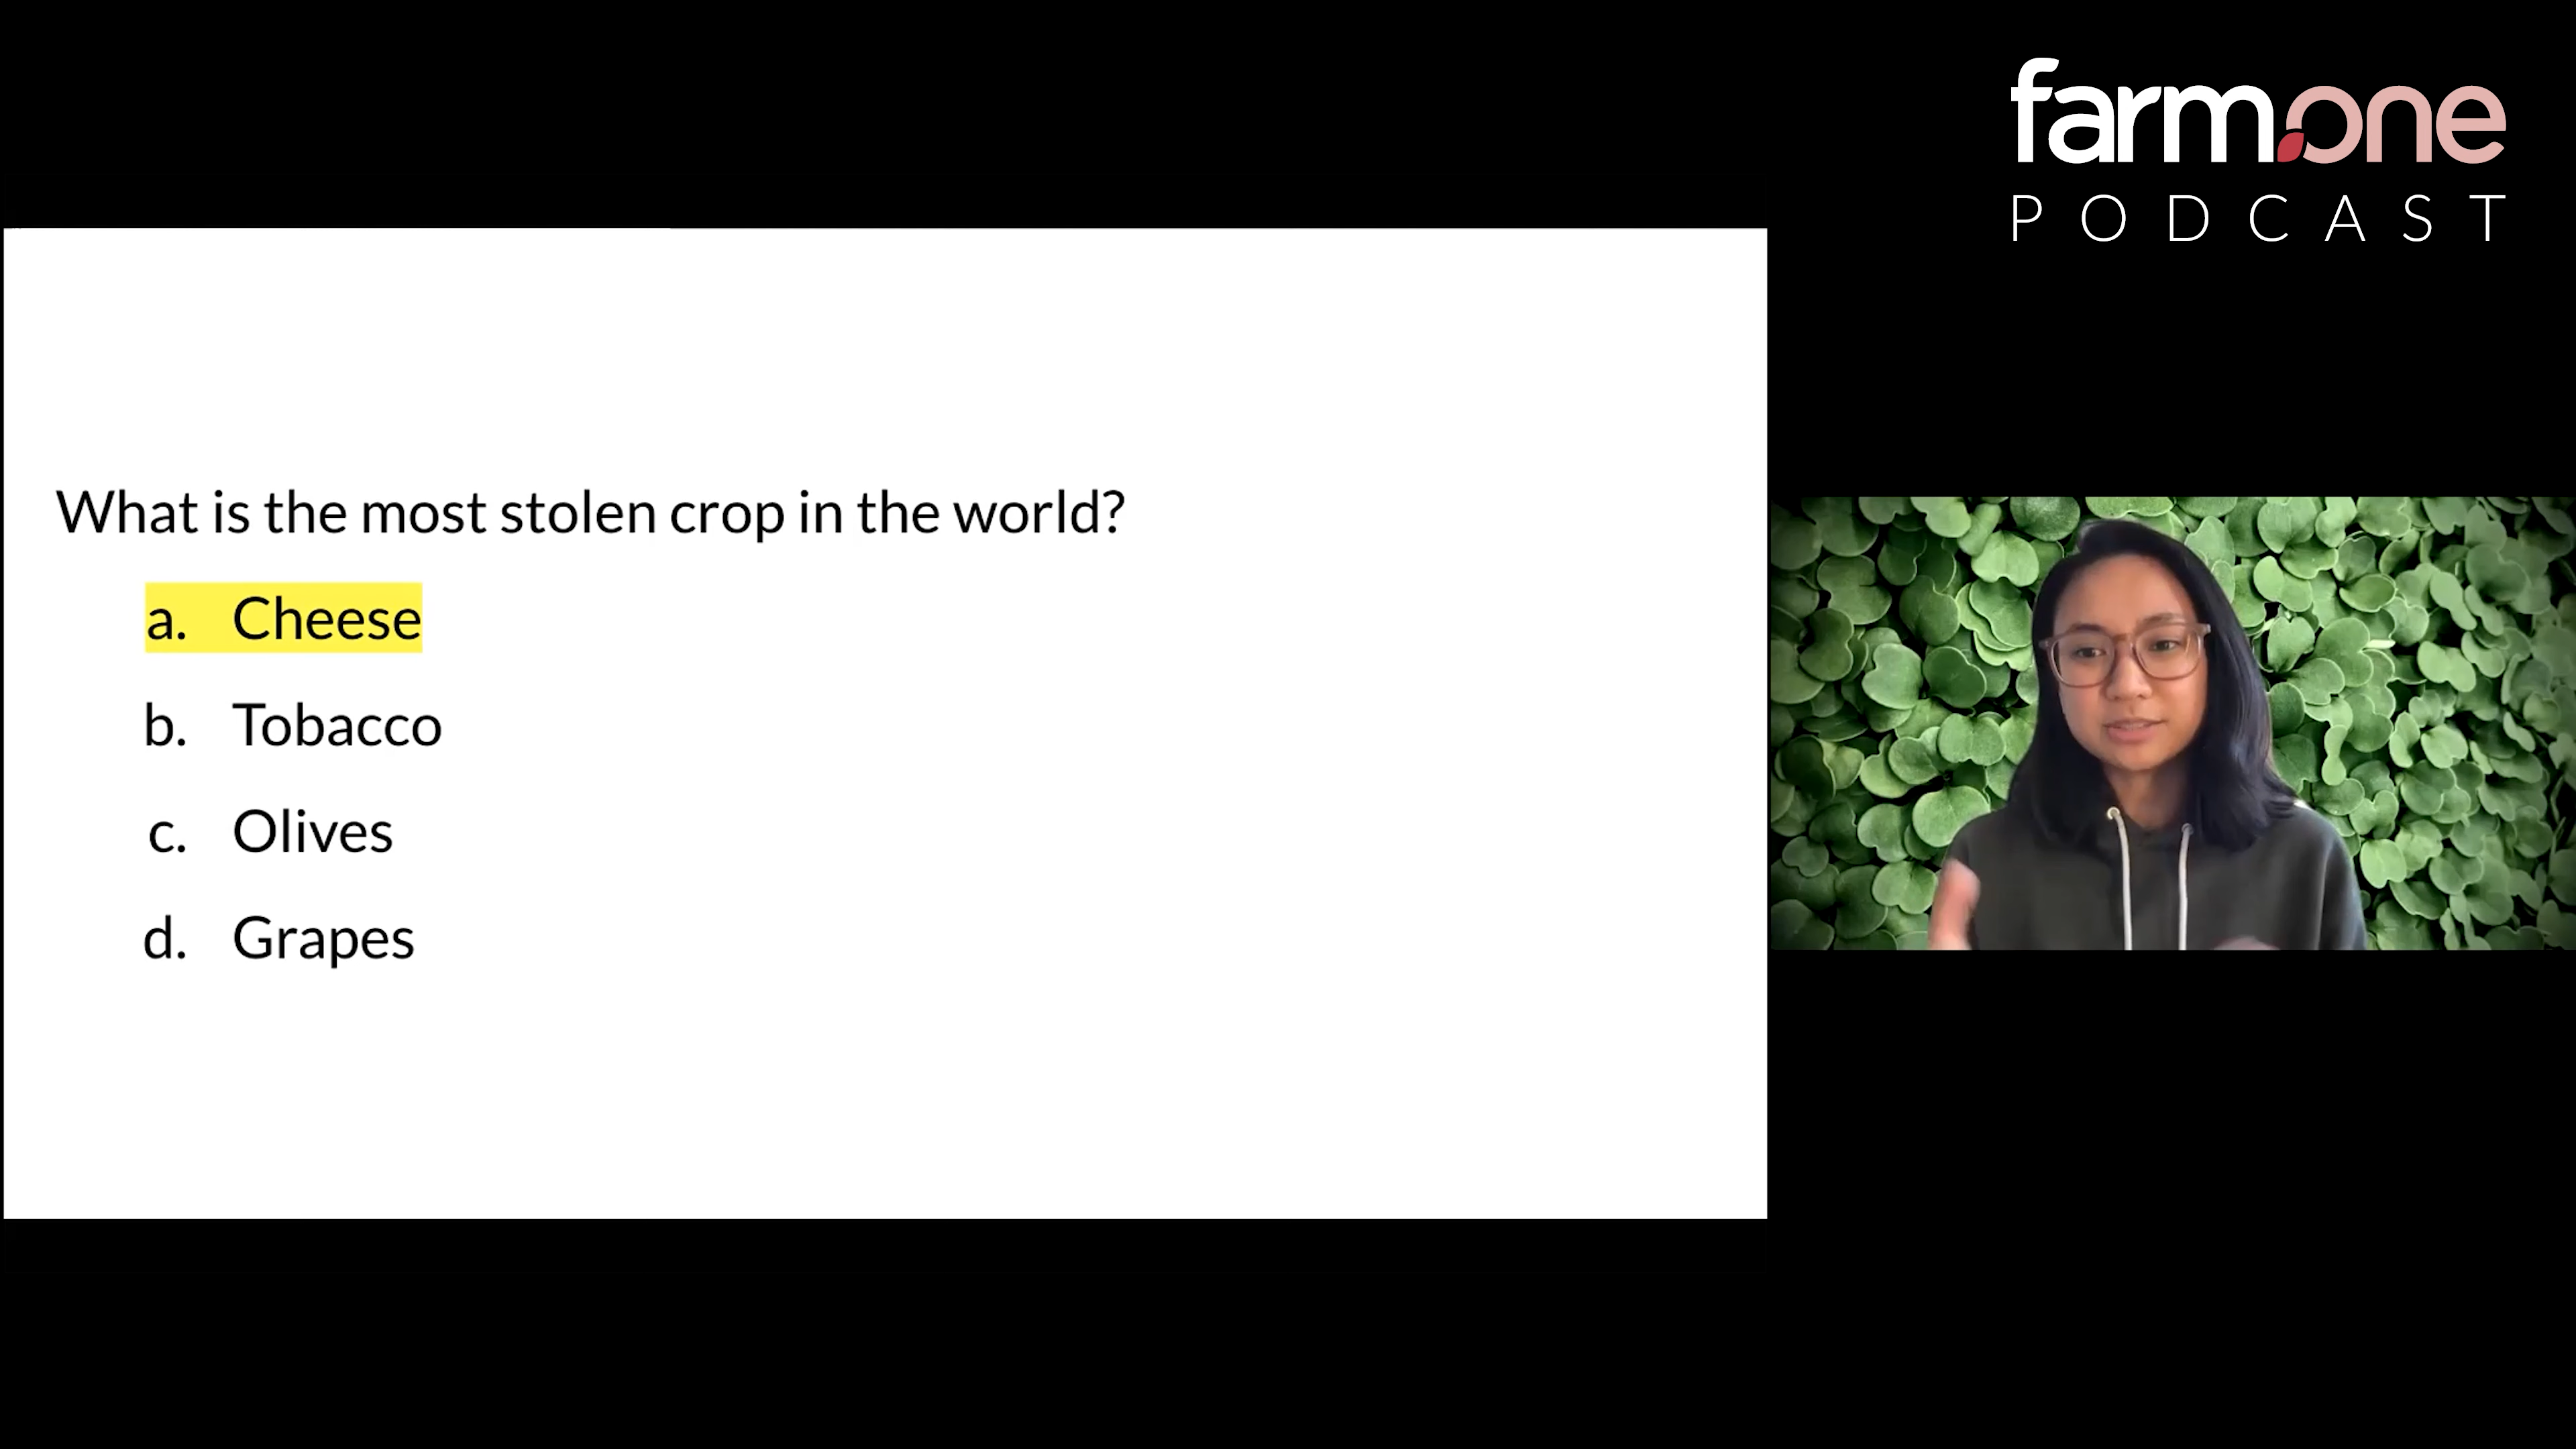 farm.one
PODCAST
What is the most stolen crop in the world?
a. Cheese
b. Tobacco
c. Olives
d. Grapes